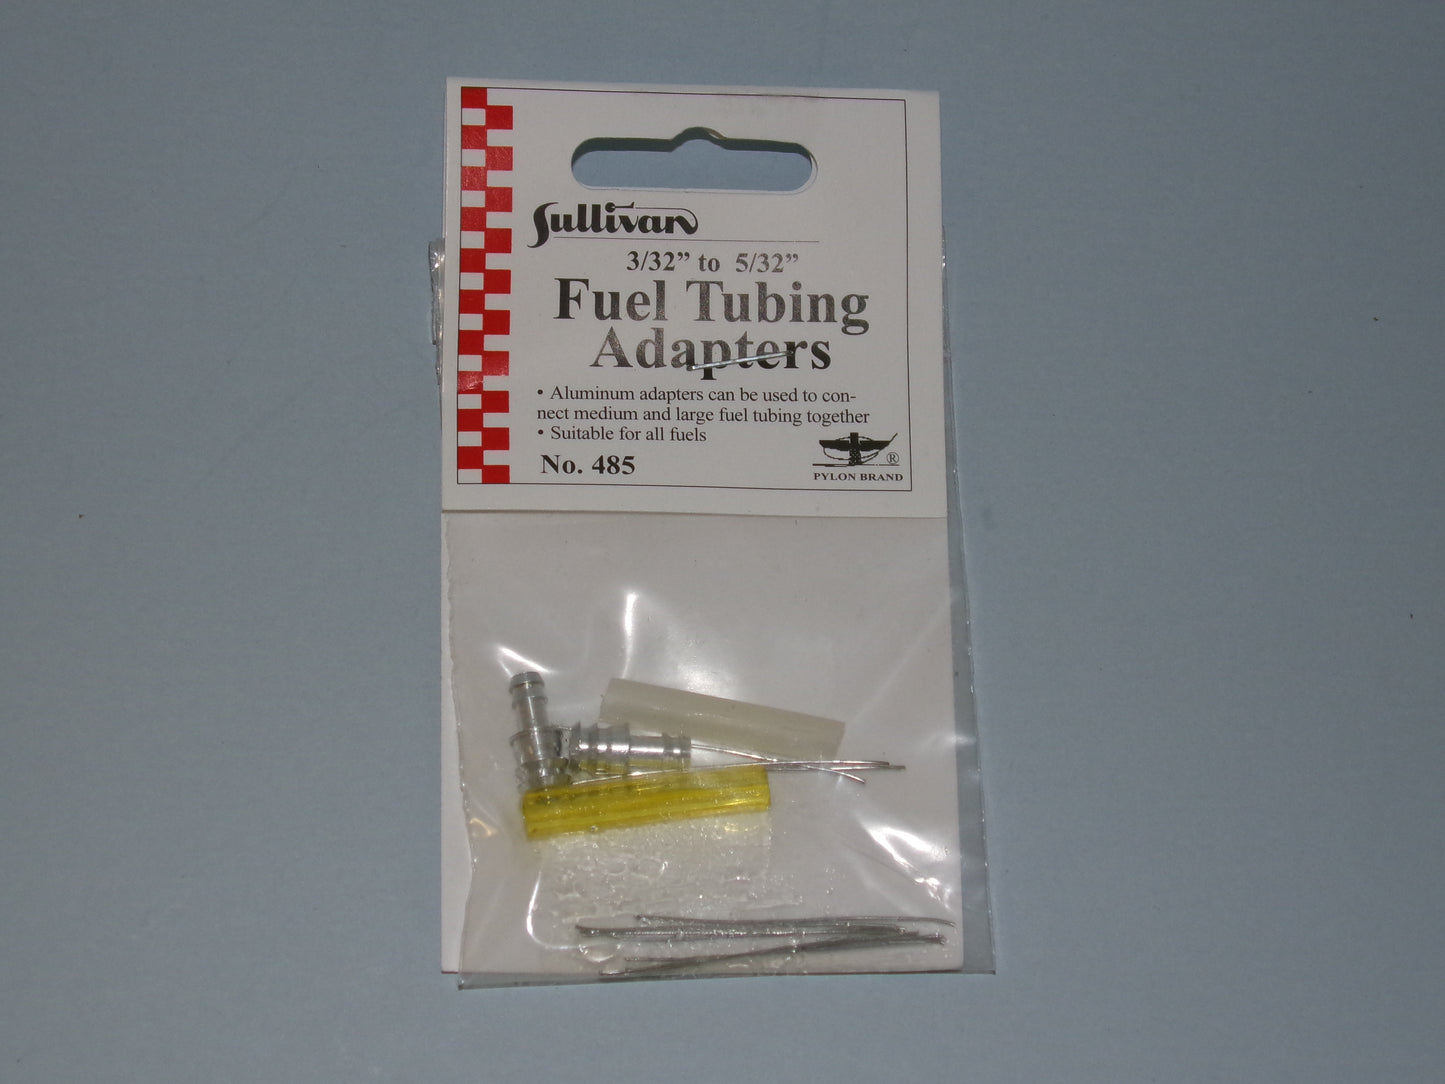 Sullivan
3/32” to 5/32”
Fuel Tubing
Adapters
• Aluminum adapters can be used to con-
nect medium and large fuel tubing together
• Suitable for all fuels
No. 485
®
PYLON BRAND